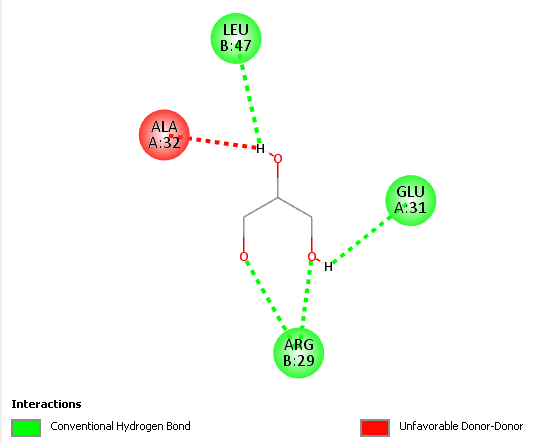 LEU
B:47
ALA
A:32
H
O
GLU
A:31
O
O
H
ARG
B:29
Interactions
Conventional Hydrogen Bond
Unfavorable Donor-Donor